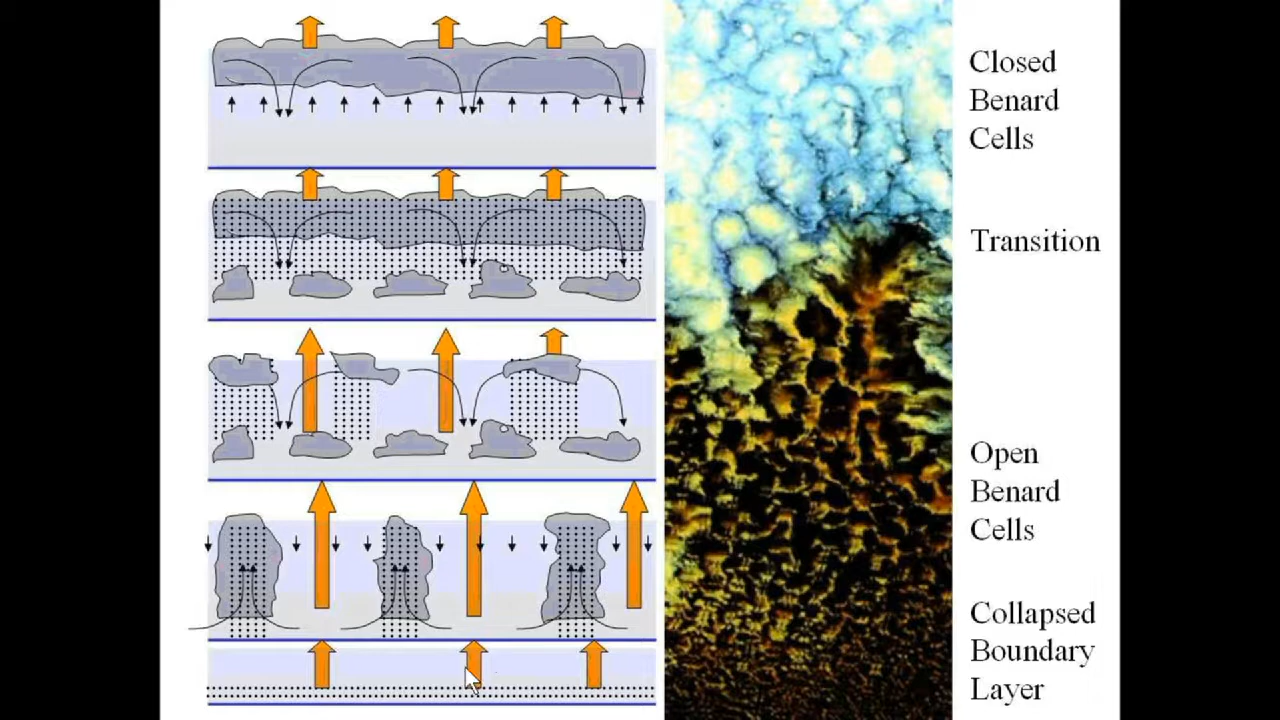 Closed
Benard
Cells
Transition
Open
Benard
Cells
Collapsed
Boundary
Layer